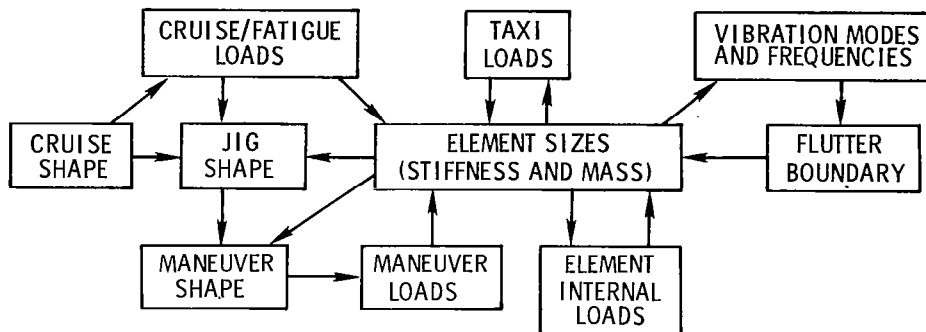 CRUISE/FATIGUE
LOADS
TAXI
LOADS
VIBRATION MODES
AND FREQUENCIES
CRUISE
SHAPE
JIG
SHAPE
ELEMENT SIZES
(STIFFNESS AND MASS)
FLUTTER
BOUNDARY
MANEUVER
SHAPE
MANEUVER
LOADS
ELEMENT
INTERNAL
LOADS